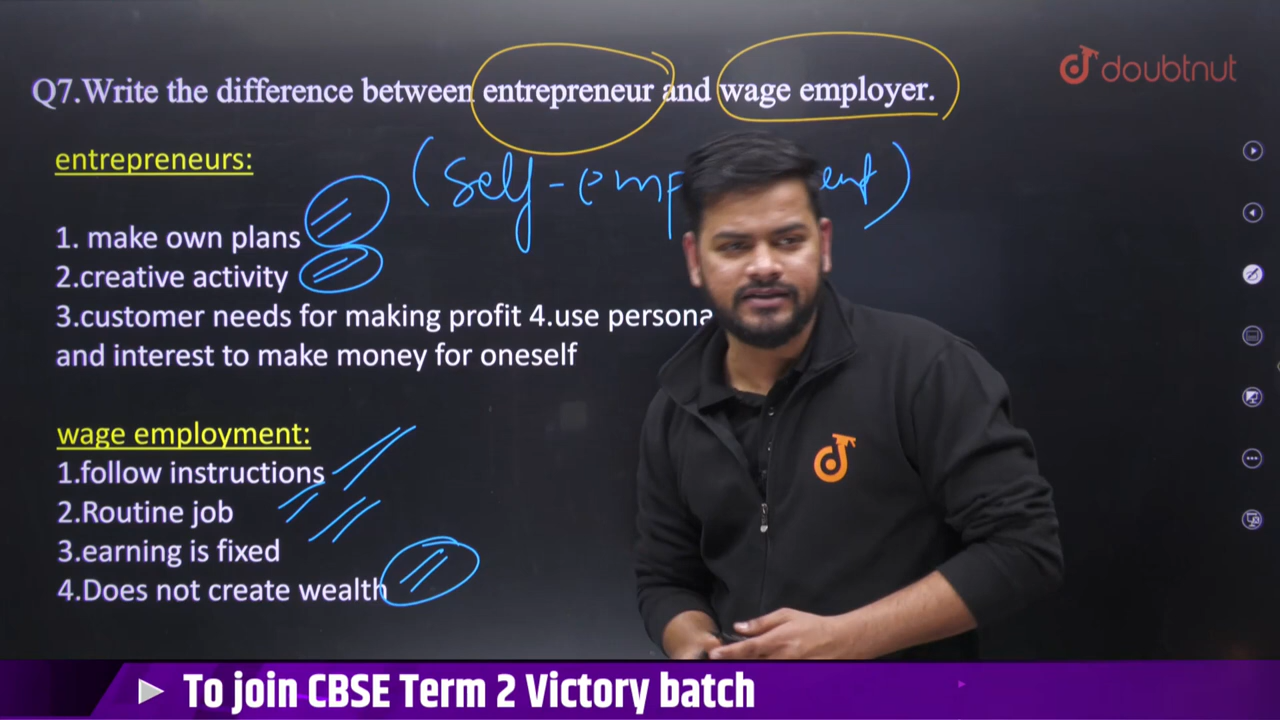 Q7.Write the difference between entrepreneur and wage employer.
doubtnut
entrepreneurs:
(Self-emp ent)
1. make own plans
2.creative activity
3.customer needs for making profit 4.use persona
and interest to make money for oneself
wage employment:
1.follow instructions
2.Routine job
3.earning is fixed
4.Does not create wealth
To join CBSE Term 2 Victory batch